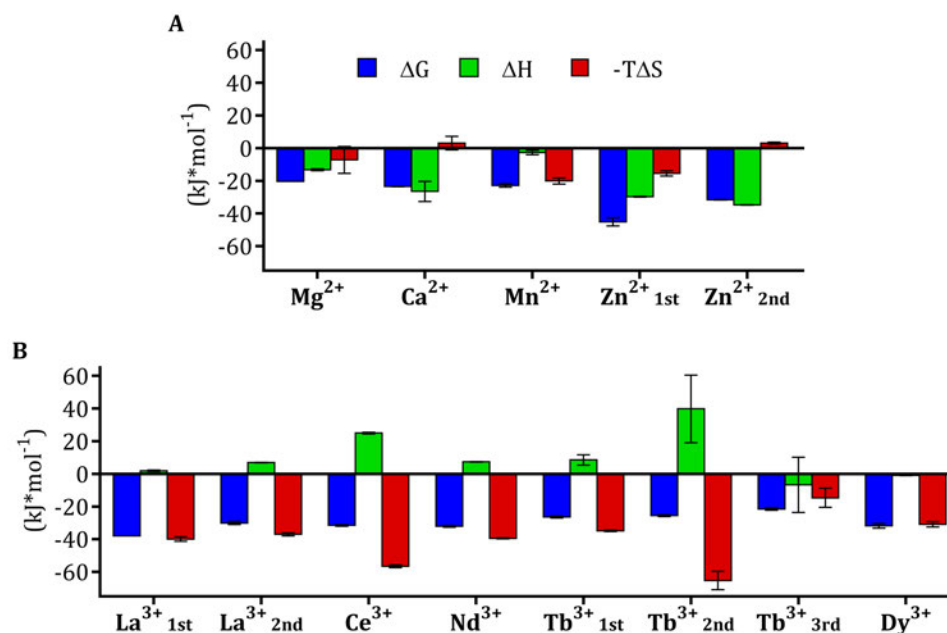 A
ΔG ΔH -TΔS
(kJ*mol⁻¹)
60
40
20
0
-20
-40
-60
Mg²⁺ Ca²⁺ Mn²⁺ Zn²⁺ 1st Zn²⁺ 2nd
B
(kJ*mol⁻¹)
60
40
20
0
-20
-40
-60
La³⁺ 1st La³⁺ 2nd Ce³⁺ Nd³⁺ Tb³⁺ 1st Tb³⁺ 2nd Tb³⁺ 3rd Dy³⁺